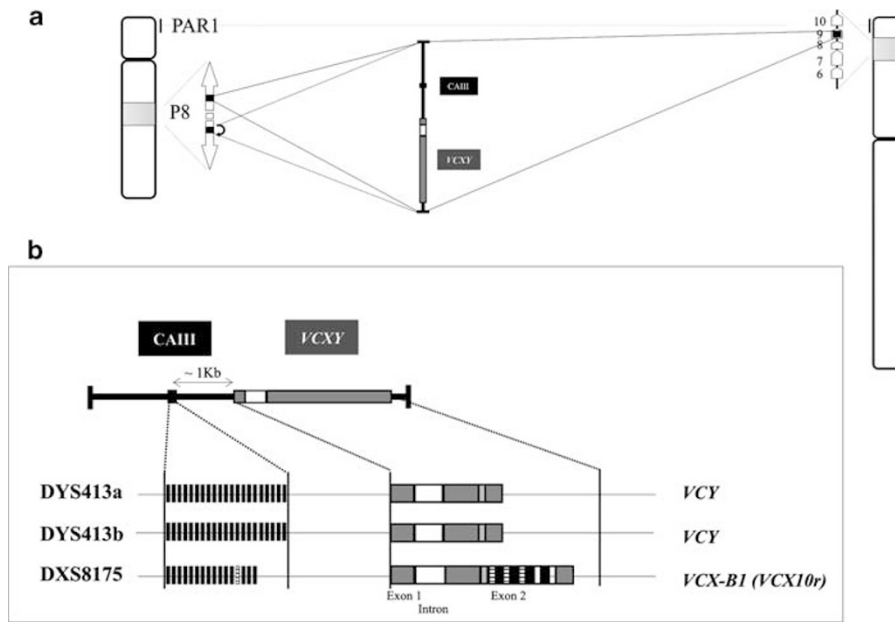 a
PAR1
P8
CAIII
VCXY
10
9
8
7
6
b
CAIII
VCXY
~ 1Kb
DYS413a
VCY
DYS413b
VCY
DXS8175
VCX-B1 (VCX10r)
Exon 1
Exon 2
Intron